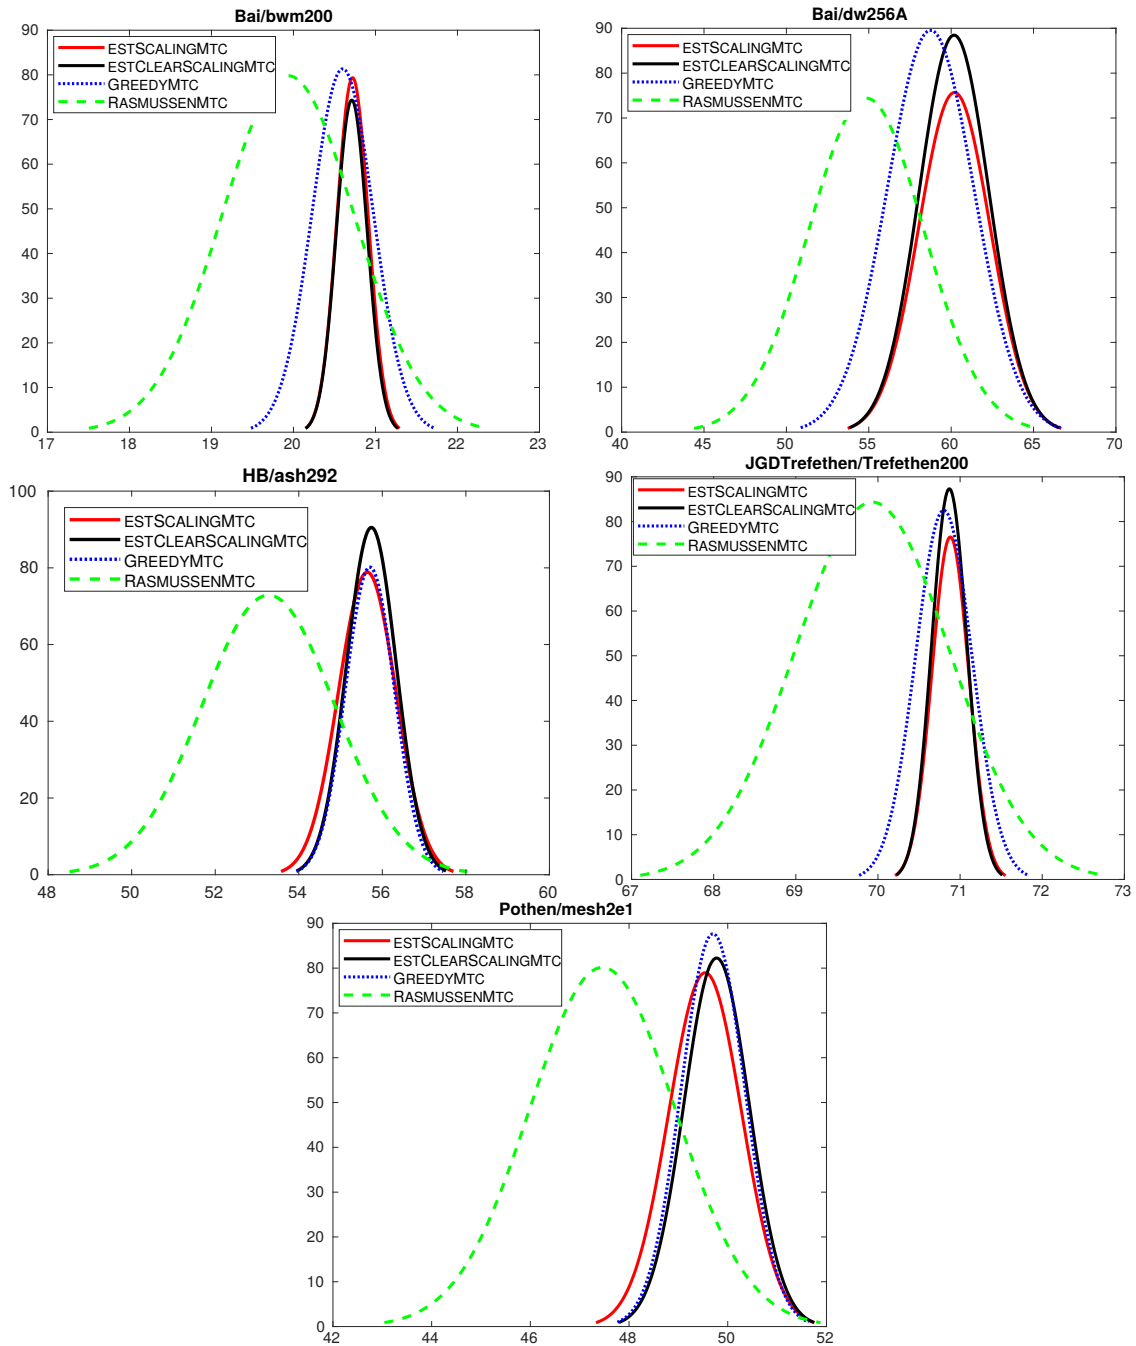 Bai/bwm200
90
80
70
60
50
40
30
20
10
0
17 18 19 20 21 22 23
ESTSCALINGMTC
ESTCLEARSCALINGMTC
GREEDYMTC
RASMUSSENMTC
Bai/dw256A
90
80
70
60
50
40
30
20
10
0
40 45 50 55 60 65 70
ESTSCALINGMTC
ESTCLEARSCALINGMTC
GREEDYMTC
RASMUSSENMTC
HB/ash292
100
80
60
40
20
0
48 50 52 54 56 58 60
ESTSCALINGMTC
ESTCLEARSCALINGMTC
GREEDYMTC
RASMUSSENMTC
JGDTrefethen/Trefethen200
90
80
70
60
50
40
30
20
10
0
67 68 69 70 71 72 73
ESTSCALINGMTC
ESTCLEARSCALINGMTC
GREEDYMTC
RASMUSSENMTC
Pothen/mesh2e1
90
80
70
60
50
40
30
20
10
0
42 44 46 48 50 52
ESTSCALINGMTC
ESTCLEARSCALINGMTC
GREEDYMTC
RASMUSSENMTC